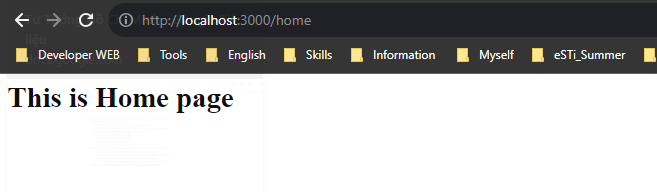 http://localhost:3000/home
Developer WEB Tools English Skills Information Myself eSTi_Summer
This is Home page